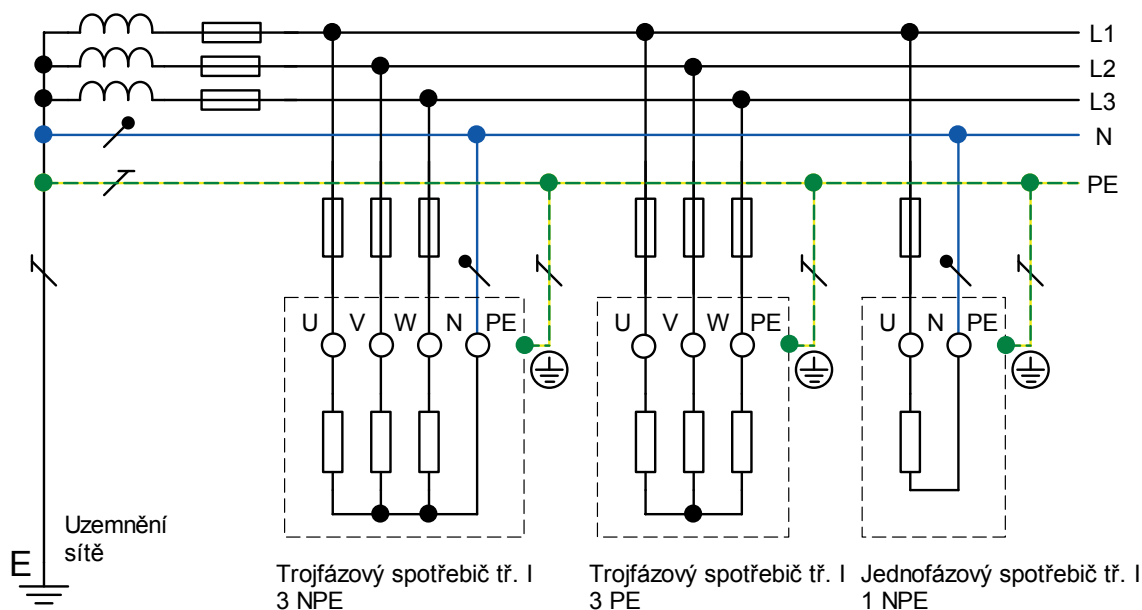 L1
L2
L3
N
PE
U V W N PE
U V W PE
U N PE
Uzemnění
sítě
E
Trojfázový spotřebič tř. I
3 NPE
Trojfázový spotřebič tř. I
3 PE
Jednofázový spotřebič tř. I
1 NPE